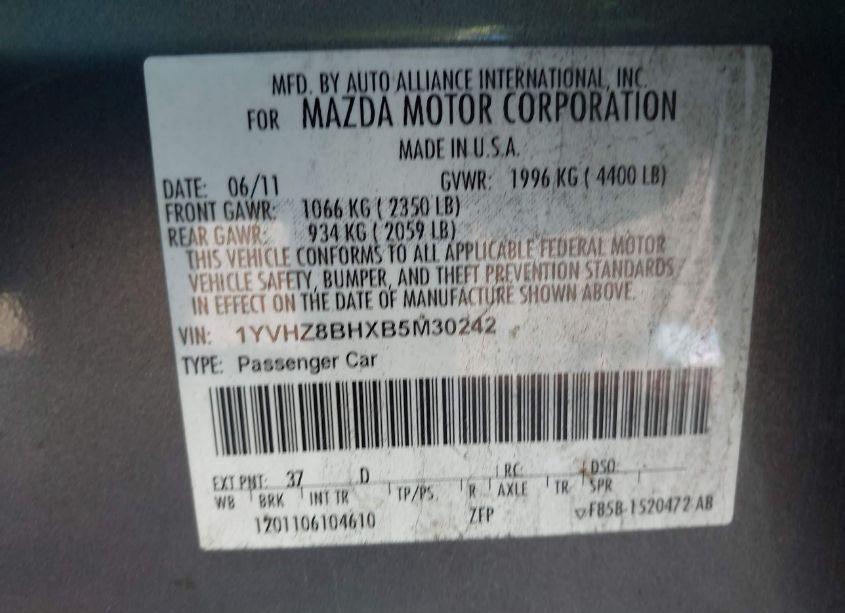 MFD. BY AUTO ALLIANCE INTERNATIONAL, INC.
FOR MAZDA MOTOR CORPORATION
MADE IN U.S.A.
DATE: 06/11 GVWR: 1996 KG ( 4400 LB)
FRONT GAWR: 1066 KG ( 2350 LB)
REAR GAWR: 934 KG ( 2059 LB)
THIS VEHICLE CONFORMS TO ALL APPLICABLE FEDERAL MOTOR
VEHICLE SAFETY, BUMPER, AND THEFT PREVENTION STANDARDS
IN EFFECT ON THE DATE OF MANUFACTURE SHOWN ABOVE.
VIN: 1YVHZ8BHXB5M30242
TYPE: Passenger Car
EXT PNT: 37 D RC: DSO:
WB BRK INT TR TP/PS. R AXLE TR SPR
1701106104610 ZFP ▽F85B-1520472-AB